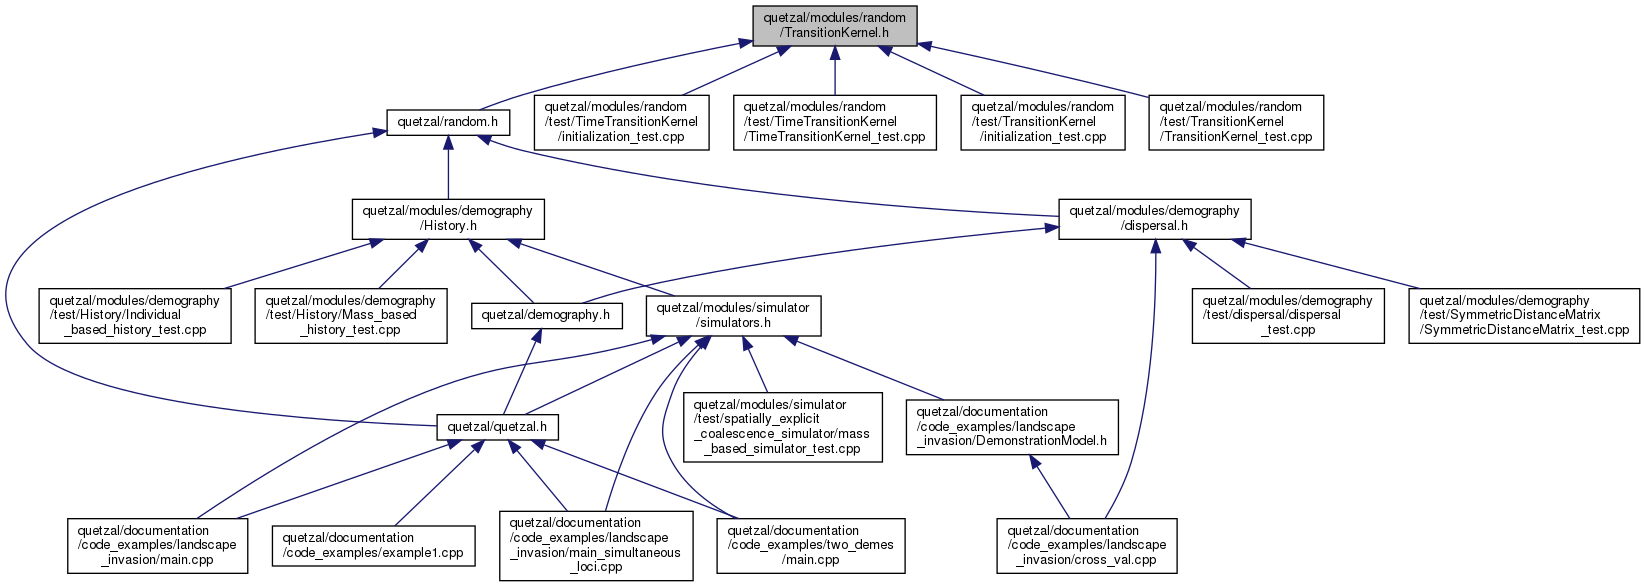 quetzal/modules/random
/TransitionKernel.h
quetzal/random.h
quetzal/modules/random
/test/TimeTransitionKernel
/initialization_test.cpp
quetzal/modules/random
/test/TimeTransitionKernel
/TimeTransitionKernel_test.cpp
quetzal/modules/random
/test/TransitionKernel
/initialization_test.cpp
quetzal/modules/random
/test/TransitionKernel
/TransitionKernel_test.cpp
quetzal/modules/demography
/History.h
quetzal/modules/demography
/dispersal.h
quetzal/modules/demography
/test/History/Individual
_based_history_test.cpp
quetzal/modules/demography
/test/History/Mass_based
_history_test.cpp
quetzal/demography.h
quetzal/modules/simulator
/simulators.h
quetzal/modules/demography
/test/dispersal/dispersal
_test.cpp
quetzal/modules/demography
/test/SymmetricDistanceMatrix
/SymmetricDistanceMatrix_test.cpp
quetzal/quetzal.h
quetzal/modules/simulator
/test/spatially_explicit
_coalescence_simulator/mass
_based_simulator_test.cpp
quetzal/documentation
/code_examples/landscape
_invasion/DemonstrationModel.h
quetzal/documentation
/code_examples/landscape
_invasion/main.cpp
quetzal/documentation
/code_examples/example1.cpp
quetzal/documentation
/code_examples/landscape
_invasion/main_simultaneous
_loci.cpp
quetzal/documentation
/code_examples/two_demes
/main.cpp
quetzal/documentation
/code_examples/landscape
_invasion/cross_val.cpp